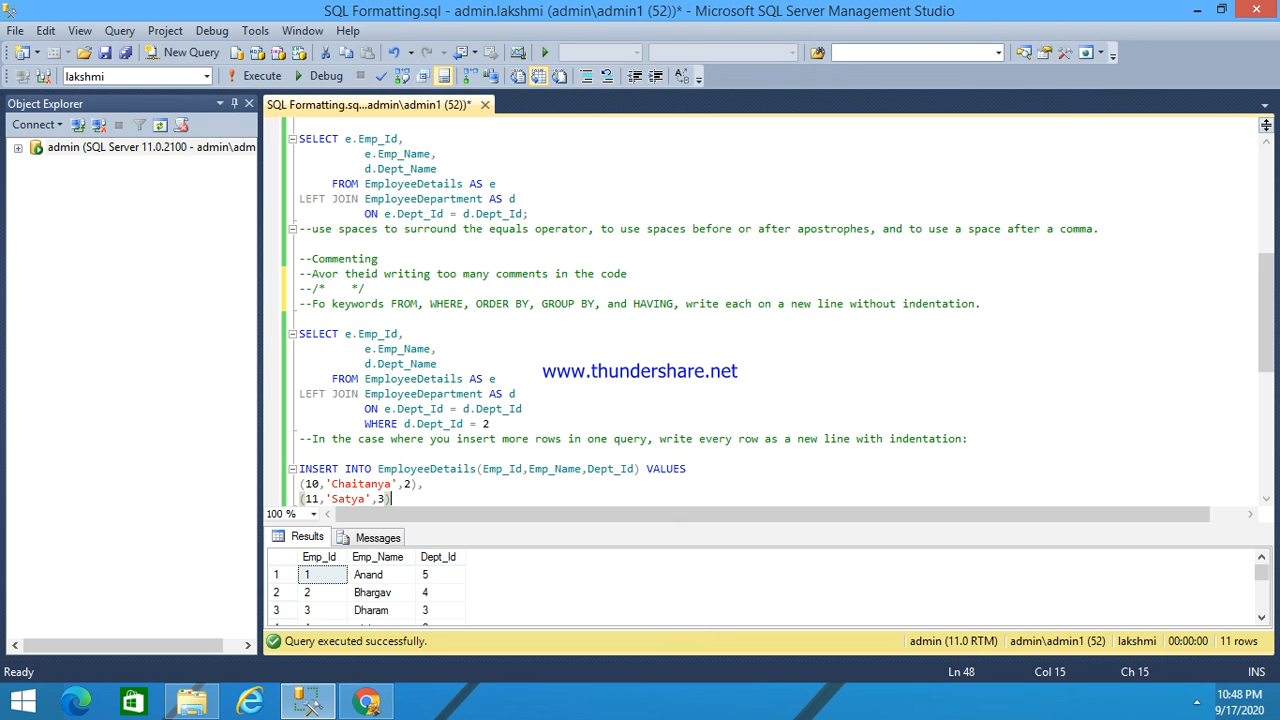 SQL Formatting.sql - admin.lakshmi (admin\admin1 (52))* - Microsoft SQL Server Management Studio
File Edit View Query Project Debug Tools Window Help
New Query
lakshmi Execute Debug
Object Explorer
SQL Formatting.sq...admin\admin1 (52))*
Connect
admin (SQL Server 11.0.2100 - admin\adm
SELECT e.Emp_Id,
e.Emp_Name,
d.Dept_Name
FROM EmployeeDetails AS e
LEFT JOIN EmployeeDepartment AS d
ON e.Dept_Id = d.Dept_Id;
--use spaces to surround the equals operator, to use spaces before or after apostrophes, and to use a space after a comma.
--Commenting
--Avor theid writing too many comments in the code
--/* */
--Fo keywords FROM, WHERE, ORDER BY, GROUP BY, and HAVING, write each on a new line without indentation.
SELECT e.Emp_Id,
e.Emp_Name,
d.Dept_Name
www.thundershare.net
FROM EmployeeDetails AS e
LEFT JOIN EmployeeDepartment AS d
ON e.Dept_Id = d.Dept_Id
WHERE d.Dept_Id = 2
--In the case where you insert more rows in one query, write every row as a new line with indentation:
INSERT INTO EmployeeDetails(Emp_Id,Emp_Name,Dept_Id) VALUES
(10,'Chaitanya',2),
(11,'Satya',3)
100 %
Results Messages
Emp_Id Emp_Name Dept_Id
1 1 Anand 5
2 2 Bhargav 4
3 3 Dharam 3
Query executed successfully. admin (11.0 RTM) admin\admin1 (52) lakshmi 00:00:00 11 rows
Ready Ln 48 Col 15 Ch 15 INS
10:48 PM
9/17/2020